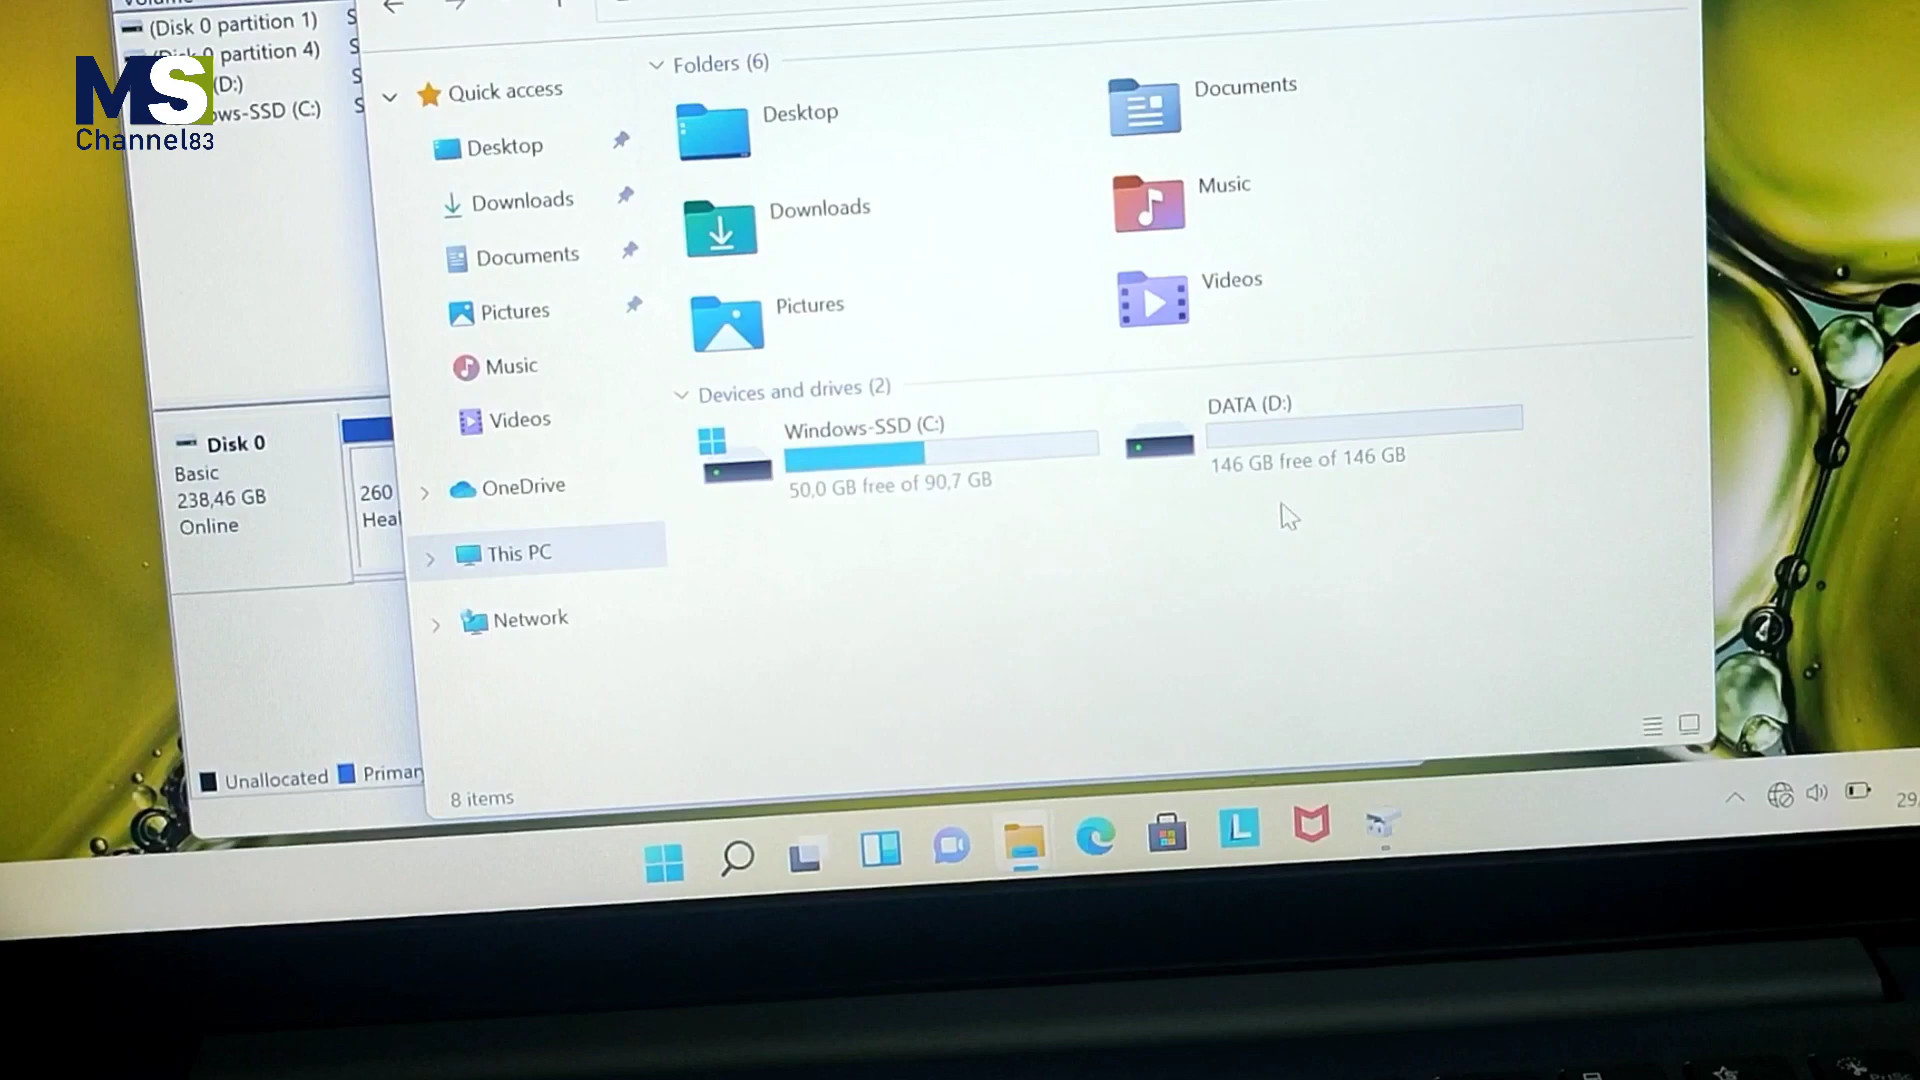 (Disk 0 partition 1) S
(Disk 0 partition 4) S
(D:) S
ows-SSD (C:) S
MS
Channel83
Disk 0
Basic
238,46 GB
Online
260
Heal
Unallocated
Primar
Quick access
Desktop
Downloads
Documents
Pictures
Music
Videos
OneDrive
This PC
Network
8 items
Folders (6)
Desktop
Documents
Downloads
Music
Pictures
Videos
Devices and drives (2)
Windows-SSD (C:)
50,0 GB free of 90,7 GB
DATA (D:)
146 GB free of 146 GB
L
29